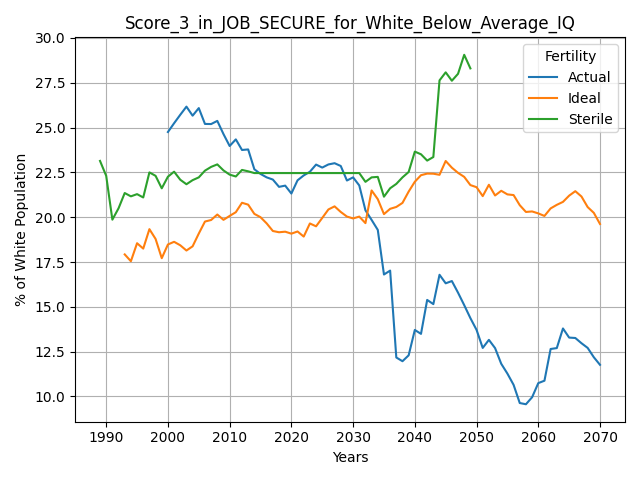 Score_3_in_JOB_SECURE_for_White_Below_Average_IQ
% of White Population
30.0
27.5
25.0
22.5
20.0
17.5
15.0
12.5
10.0
Fertility
Actual
Ideal
Sterile
1990 2000 2010 2020 2030 2040 2050 2060 2070
Years